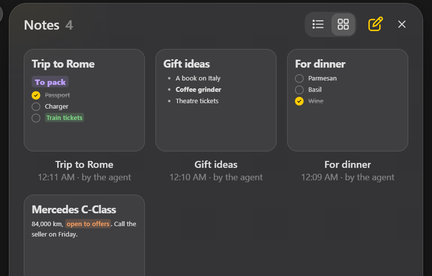 Notes 4
Trip to Rome
To pack
Passport
Charger
Train tickets
Trip to Rome
12:11 AM · by the agent
Gift ideas
• A book on Italy
• Coffee grinder
• Theatre tickets
Gift ideas
12:10 AM · by the agent
For dinner
Parmesan
Basil
Wine
For dinner
12:09 AM · by the agent
Mercedes C-Class
84,000 km, open to offers. Call the
seller on Friday.